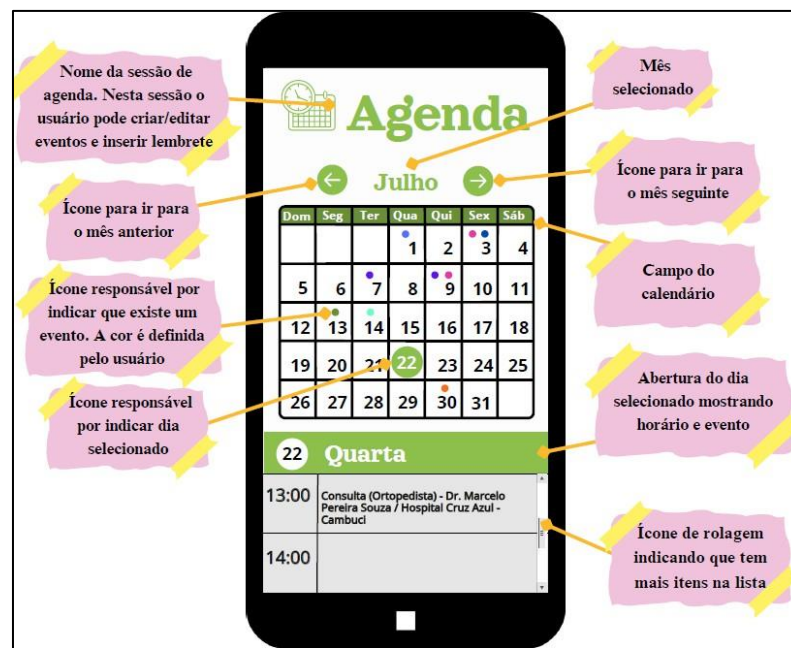 Nome da sessão de
agenda. Nesta sessão o
usuário pode criar/editar
eventos e inserir lembrete
Ícone para ir para
o mês anterior
Ícone responsável por
indicar que existe um
evento. A cor é definida
pelo usuário
Ícone responsável
por indicar dia
selecionado
Agenda
Julho
Dom Seg Ter Qua Qui Sex Sáb
1 2 3 4
5 6 7 8 9 10 11
12 13 14 15 16 17 18
19 20 21 22 23 24 25
26 27 28 29 30 31
22 Quarta
13:00 Consulta (Ortopedista) - Dr. Marcelo
Pereira Souza / Hospital Cruz Azul -
Cambuci
14:00
Mês
selecionado
Ícone para ir para
o mês seguinte
Campo do
calendário
Abertura do dia
selecionado mostrando
horário e evento
Ícone de rolagem
indicando que tem
mais itens na lista